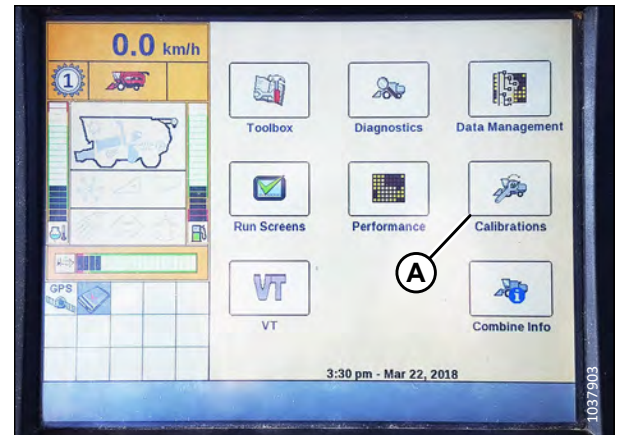 0.0 km/h
1
Toolbox
Diagnostics
Data Management
Run Screens
Performance
Calibrations
A
GPS
VT
VT
Combine Info
3:30 pm - Mar 22, 2018
1037903